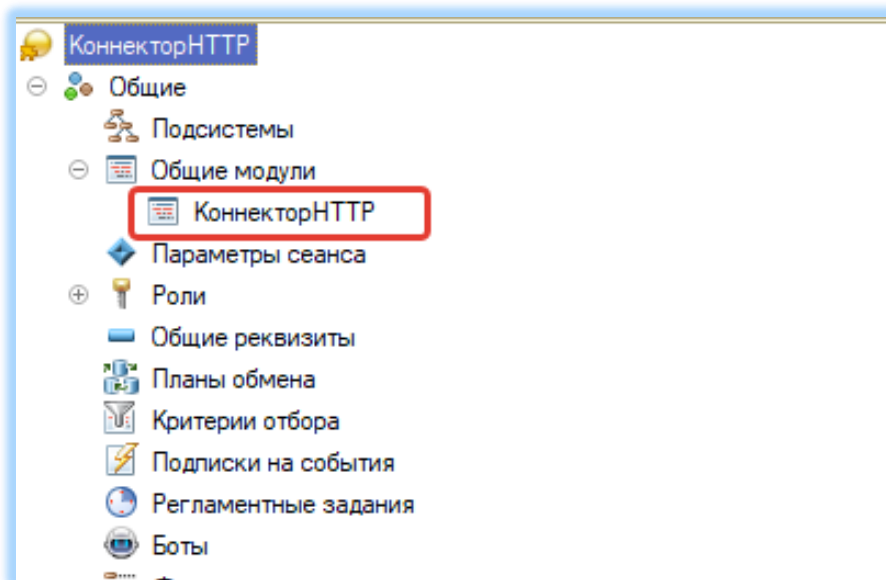 КоннекторHTTP
Общие
Подсистемы
Общие модули
КоннекторHTTP
Параметры сеанса
Роли
Общие реквизиты
Планы обмена
Критерии отбора
Подписки на события
Регламентные задания
Боты